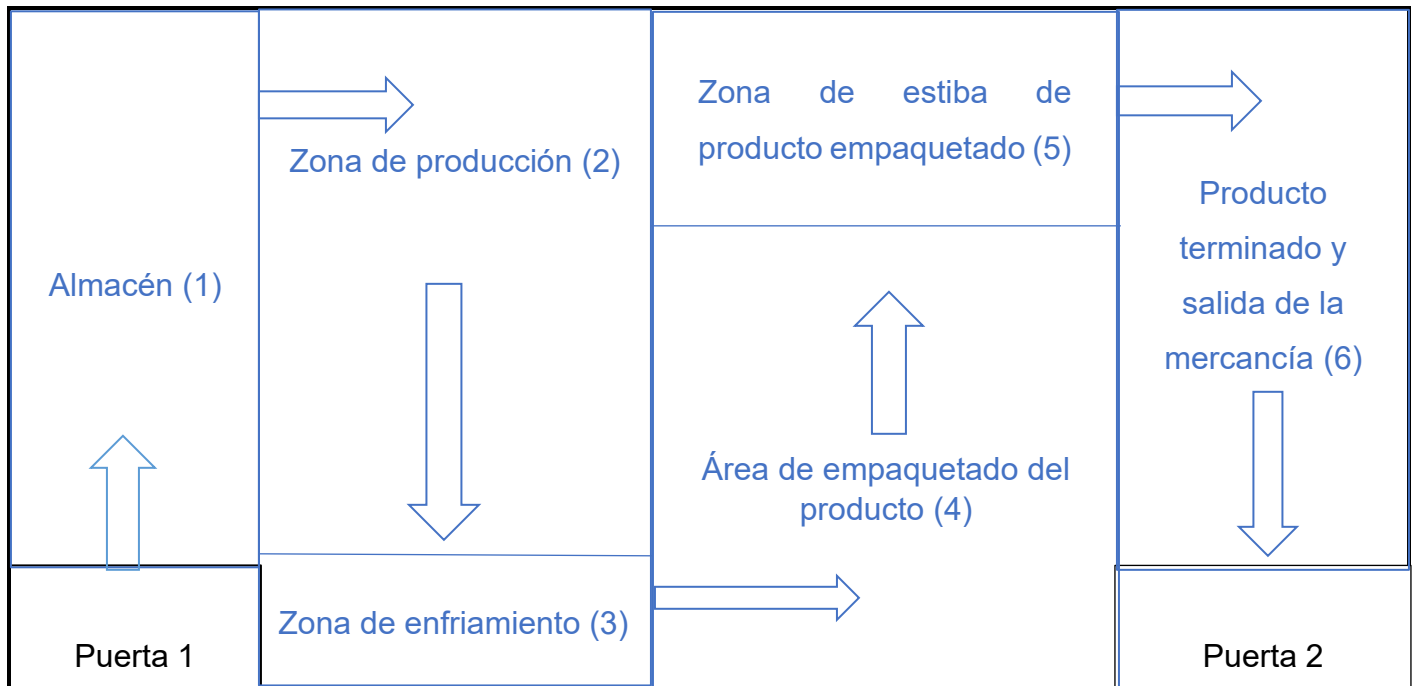 Almacén (1)
Puerta 1
Zona de producción (2)
Zona de enfriamiento (3)
Área de empaquetado del
producto (4)
Zona de estiba de
producto empaquetado (5)
Producto
terminado y
salida de la
mercancía (6)
Puerta 2